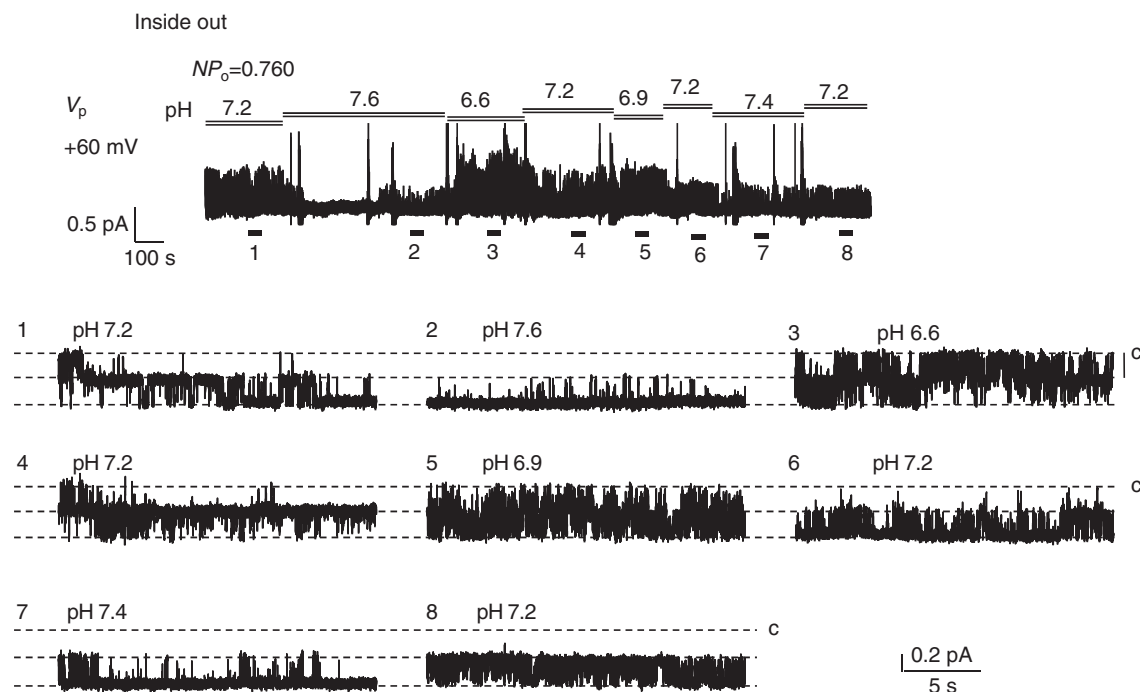 Inside out
NPo=0.760
Vp pH 7.2 7.6 6.6 7.2 6.9 7.2 7.4 7.2
+60 mV
0.5 pA
100 s
1 2 3 4 5 6 7 8
1 pH 7.2 2 pH 7.6 3 pH 6.6
c
4 pH 7.2 5 pH 6.9 6 pH 7.2
c
7 pH 7.4 8 pH 7.2
c
0.2 pA
5 s